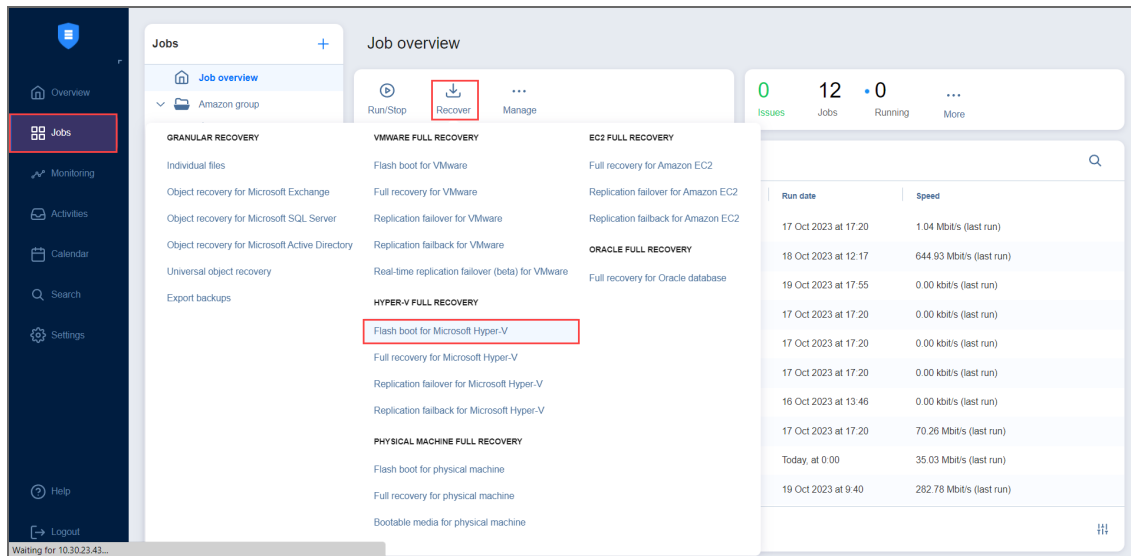 Overview
Jobs
Monitoring
Activities
Calendar
Search
Settings
Help
Logout
Waiting for 10.30.23.43...
Jobs +
Job overview
Amazon group
Job overview
Run/Stop
Recover
Manage
0 12 0
Issues Jobs Running More
GRANULAR RECOVERY
Individual files
Object recovery for Microsoft Exchange
Object recovery for Microsoft SQL Server
Object recovery for Microsoft Active Directory
Universal object recovery
Export backups
VMWARE FULL RECOVERY
Flash boot for VMware
Full recovery for VMware
Replication failover for VMware
Replication failback for VMware
Real-time replication failover (beta) for VMware
HYPER-V FULL RECOVERY
Flash boot for Microsoft Hyper-V
Full recovery for Microsoft Hyper-V
Replication failover for Microsoft Hyper-V
Replication failback for Microsoft Hyper-V
PHYSICAL MACHINE FULL RECOVERY
Flash boot for physical machine
Full recovery for physical machine
Bootable media for physical machine
EC2 FULL RECOVERY
Full recovery for Amazon EC2
Replication failover for Amazon EC2
Replication failback for Amazon EC2
ORACLE FULL RECOVERY
Full recovery for Oracle database
Run date Speed
17 Oct 2023 at 17:20 1.04 Mbit/s (last run)
18 Oct 2023 at 12:17 644.93 Mbit/s (last run)
19 Oct 2023 at 17:55 0.00 kbit/s (last run)
17 Oct 2023 at 17:20 0.00 kbit/s (last run)
17 Oct 2023 at 17:20 0.00 kbit/s (last run)
17 Oct 2023 at 17:20 0.00 kbit/s (last run)
16 Oct 2023 at 13:46 0.00 kbit/s (last run)
17 Oct 2023 at 17:20 70.26 Mbit/s (last run)
Today, at 0:00 35.03 Mbit/s (last run)
19 Oct 2023 at 9:40 282.78 Mbit/s (last run)